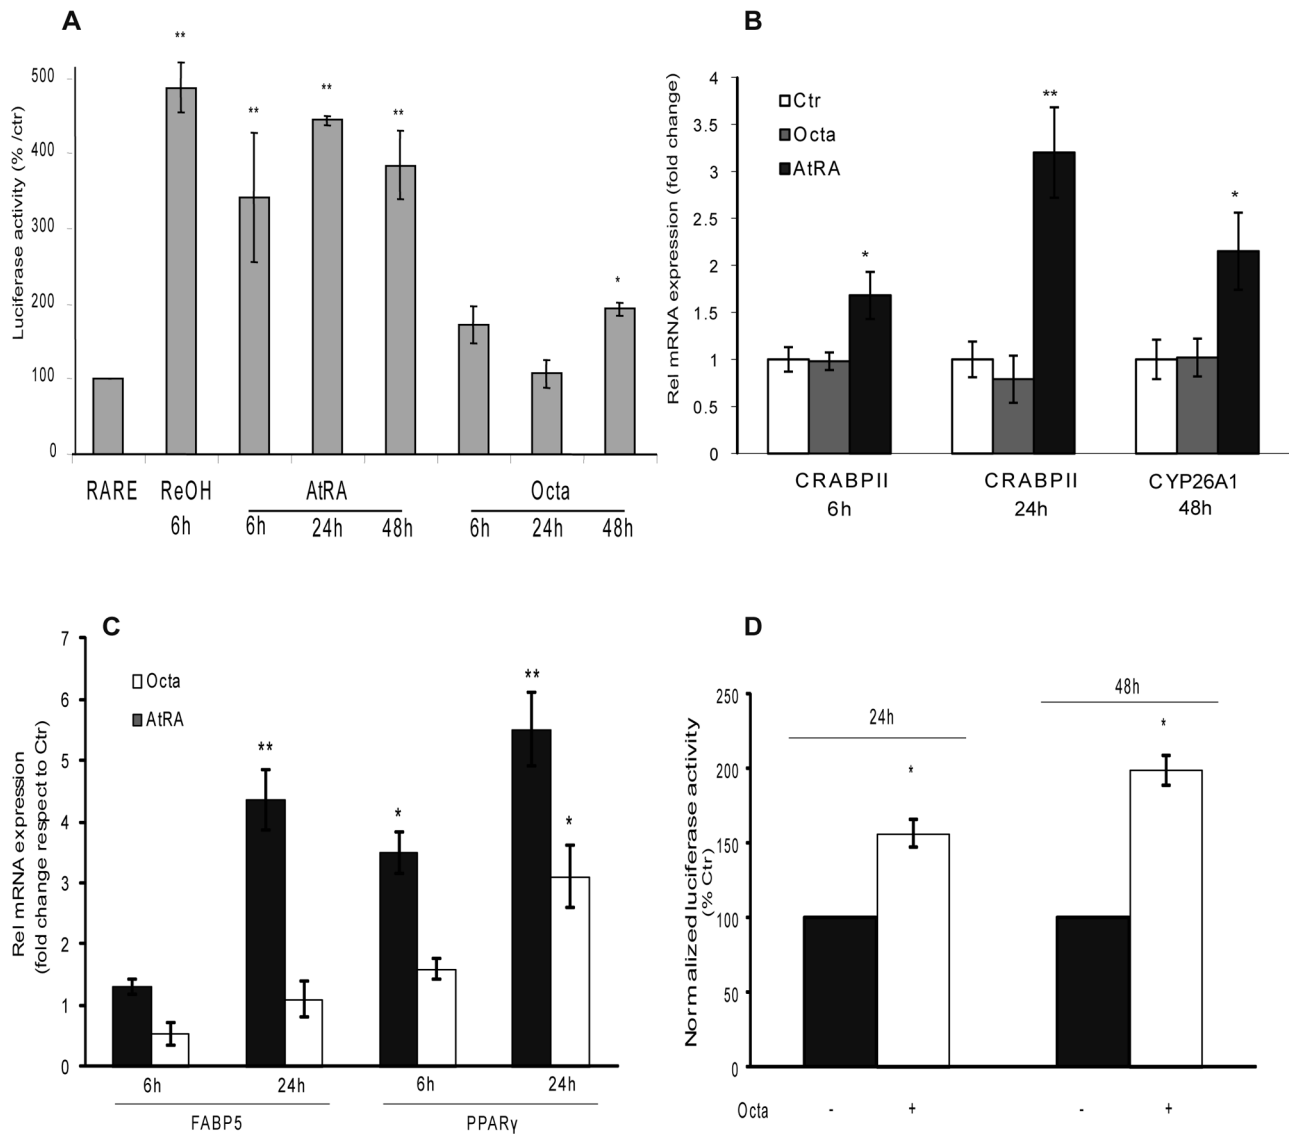 A
Luciferase activity (% /ctr)
500
400
300
200
100
0
**
**
**
**
*
RARE ReOH AtRA Octa
6h 6h 24h 48h 6h 24h 48h
B
Rel mRNA expression (fold change)
4
3.5
3
2.5
2
1.5
1
0.5
0
Ctr
Octa
AtRA
*
**
*
CRABPII CRABPII CYP26A1
6h 24h 48h
C
Rel mRNA expression
(fold change respect to Ctr)
7
6
5
4
3
2
1
0
Octa
AtRA
**
*
**
*
6h 24h 6h 24h
FABP5 PPARγ
D
Normalized luciferase activity
(% Ctr)
250
200
150
100
50
0
24h
48h
*
*
Octa - + - +